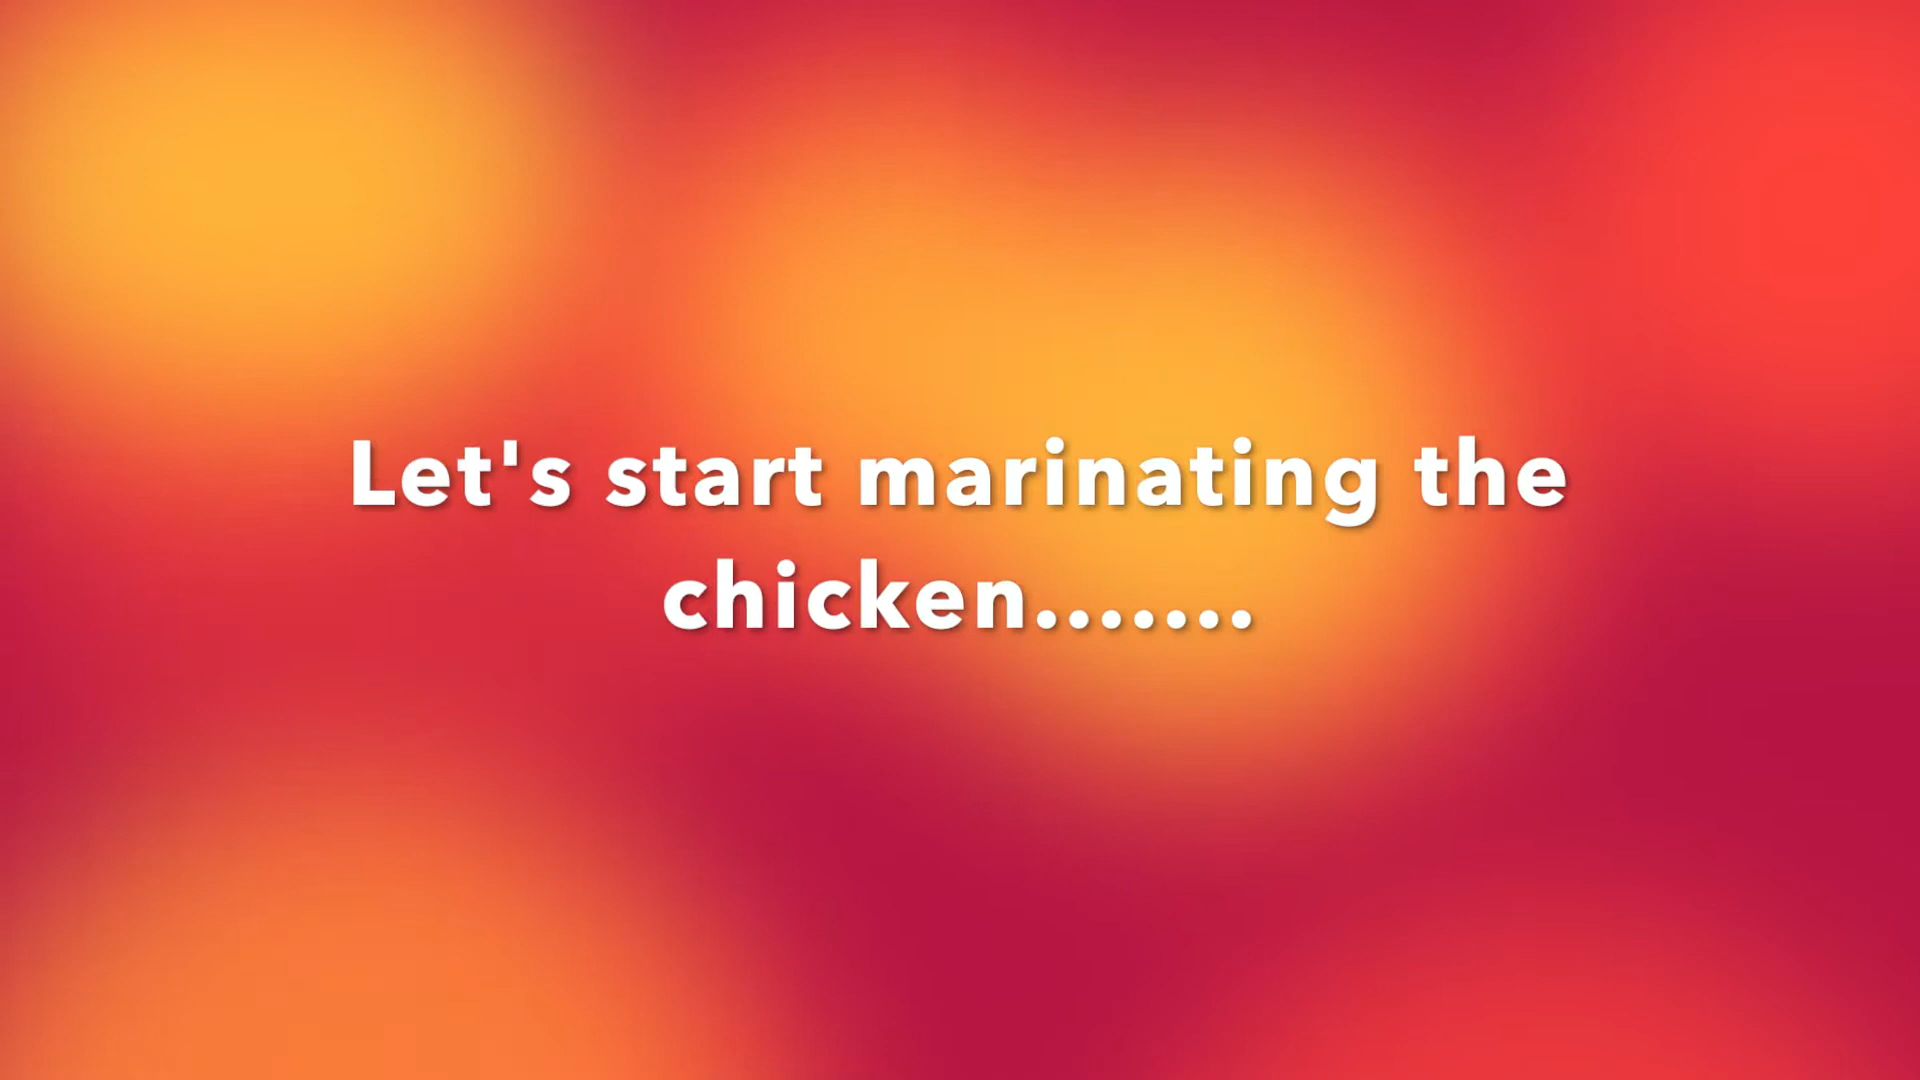 Let's start marinating the
chicken.......